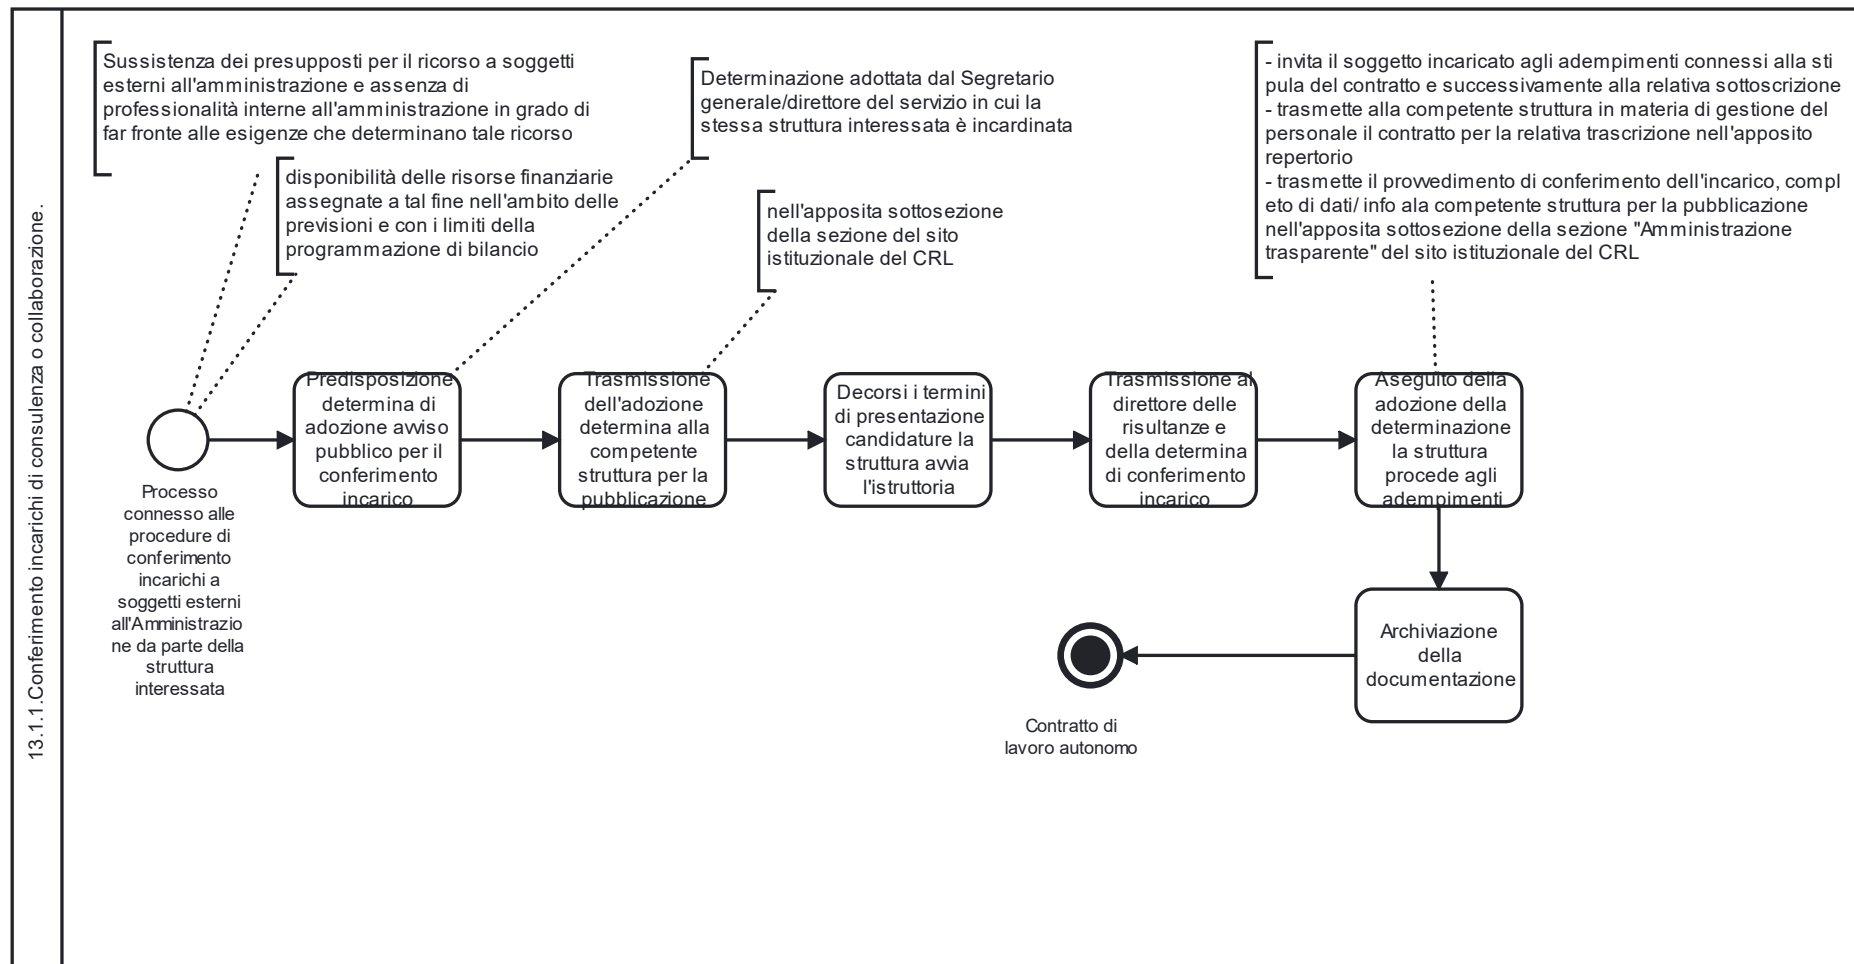 13.1.1.Conferimento incarichi di consulenza o collaborazione.
Sussistenza dei presupposti per il ricorso a soggetti
esterni all'amministrazione e assenza di
professionalità interne all'amministrazione in grado di
far fronte alle esigenze che determinano tale ricorso
disponibilità delle risorse finanziarie
assegnate a tal fine nell'ambito delle
previsioni e con i limiti della
programmazione di bilancio
Determinazione adottata dal Segretario
generale/direttore del servizio in cui la
stessa struttura interessata è incardinata
nell'apposita sottosezione
della sezione del sito
istituzionale del CRL
- invita il soggetto incaricato agli adempimenti connessi alla sti
pula del contratto e successivamente alla relativa sottoscrizione
- trasmette alla competente struttura in materia di gestione del
personale il contratto per la relativa trascrizione nell'apposito
repertorio
- trasmette il provvedimento di conferimento dell'incarico, compl
eto di dati/ info ala competente struttura per la pubblicazione
nell'apposita sottosezione della sezione "Amministrazione
trasparente" del sito istituzionale del CRL
Processo
connesso alle
procedure di
conferimento
incarichi a
soggetti esterni
all'Amministrazio
ne da parte della
struttura
interessata
Predisposizione
determina di
adozione avviso
pubblico per il
conferimento
incarico
Trasmissione
dell'adozione
determina alla
competente
struttura per la
pubblicazione
Decorsi i termini
di presentazione
candidature la
struttura avvia
l'istruttoria
Trasmissione al
direttore delle
risultanze e
della determina
di conferimento
incarico
Aseguito della
adozione della
determinazione
la struttura
procede agli
adempimenti
Archiviazione
della
documentazione
Contratto di
lavoro autonomo